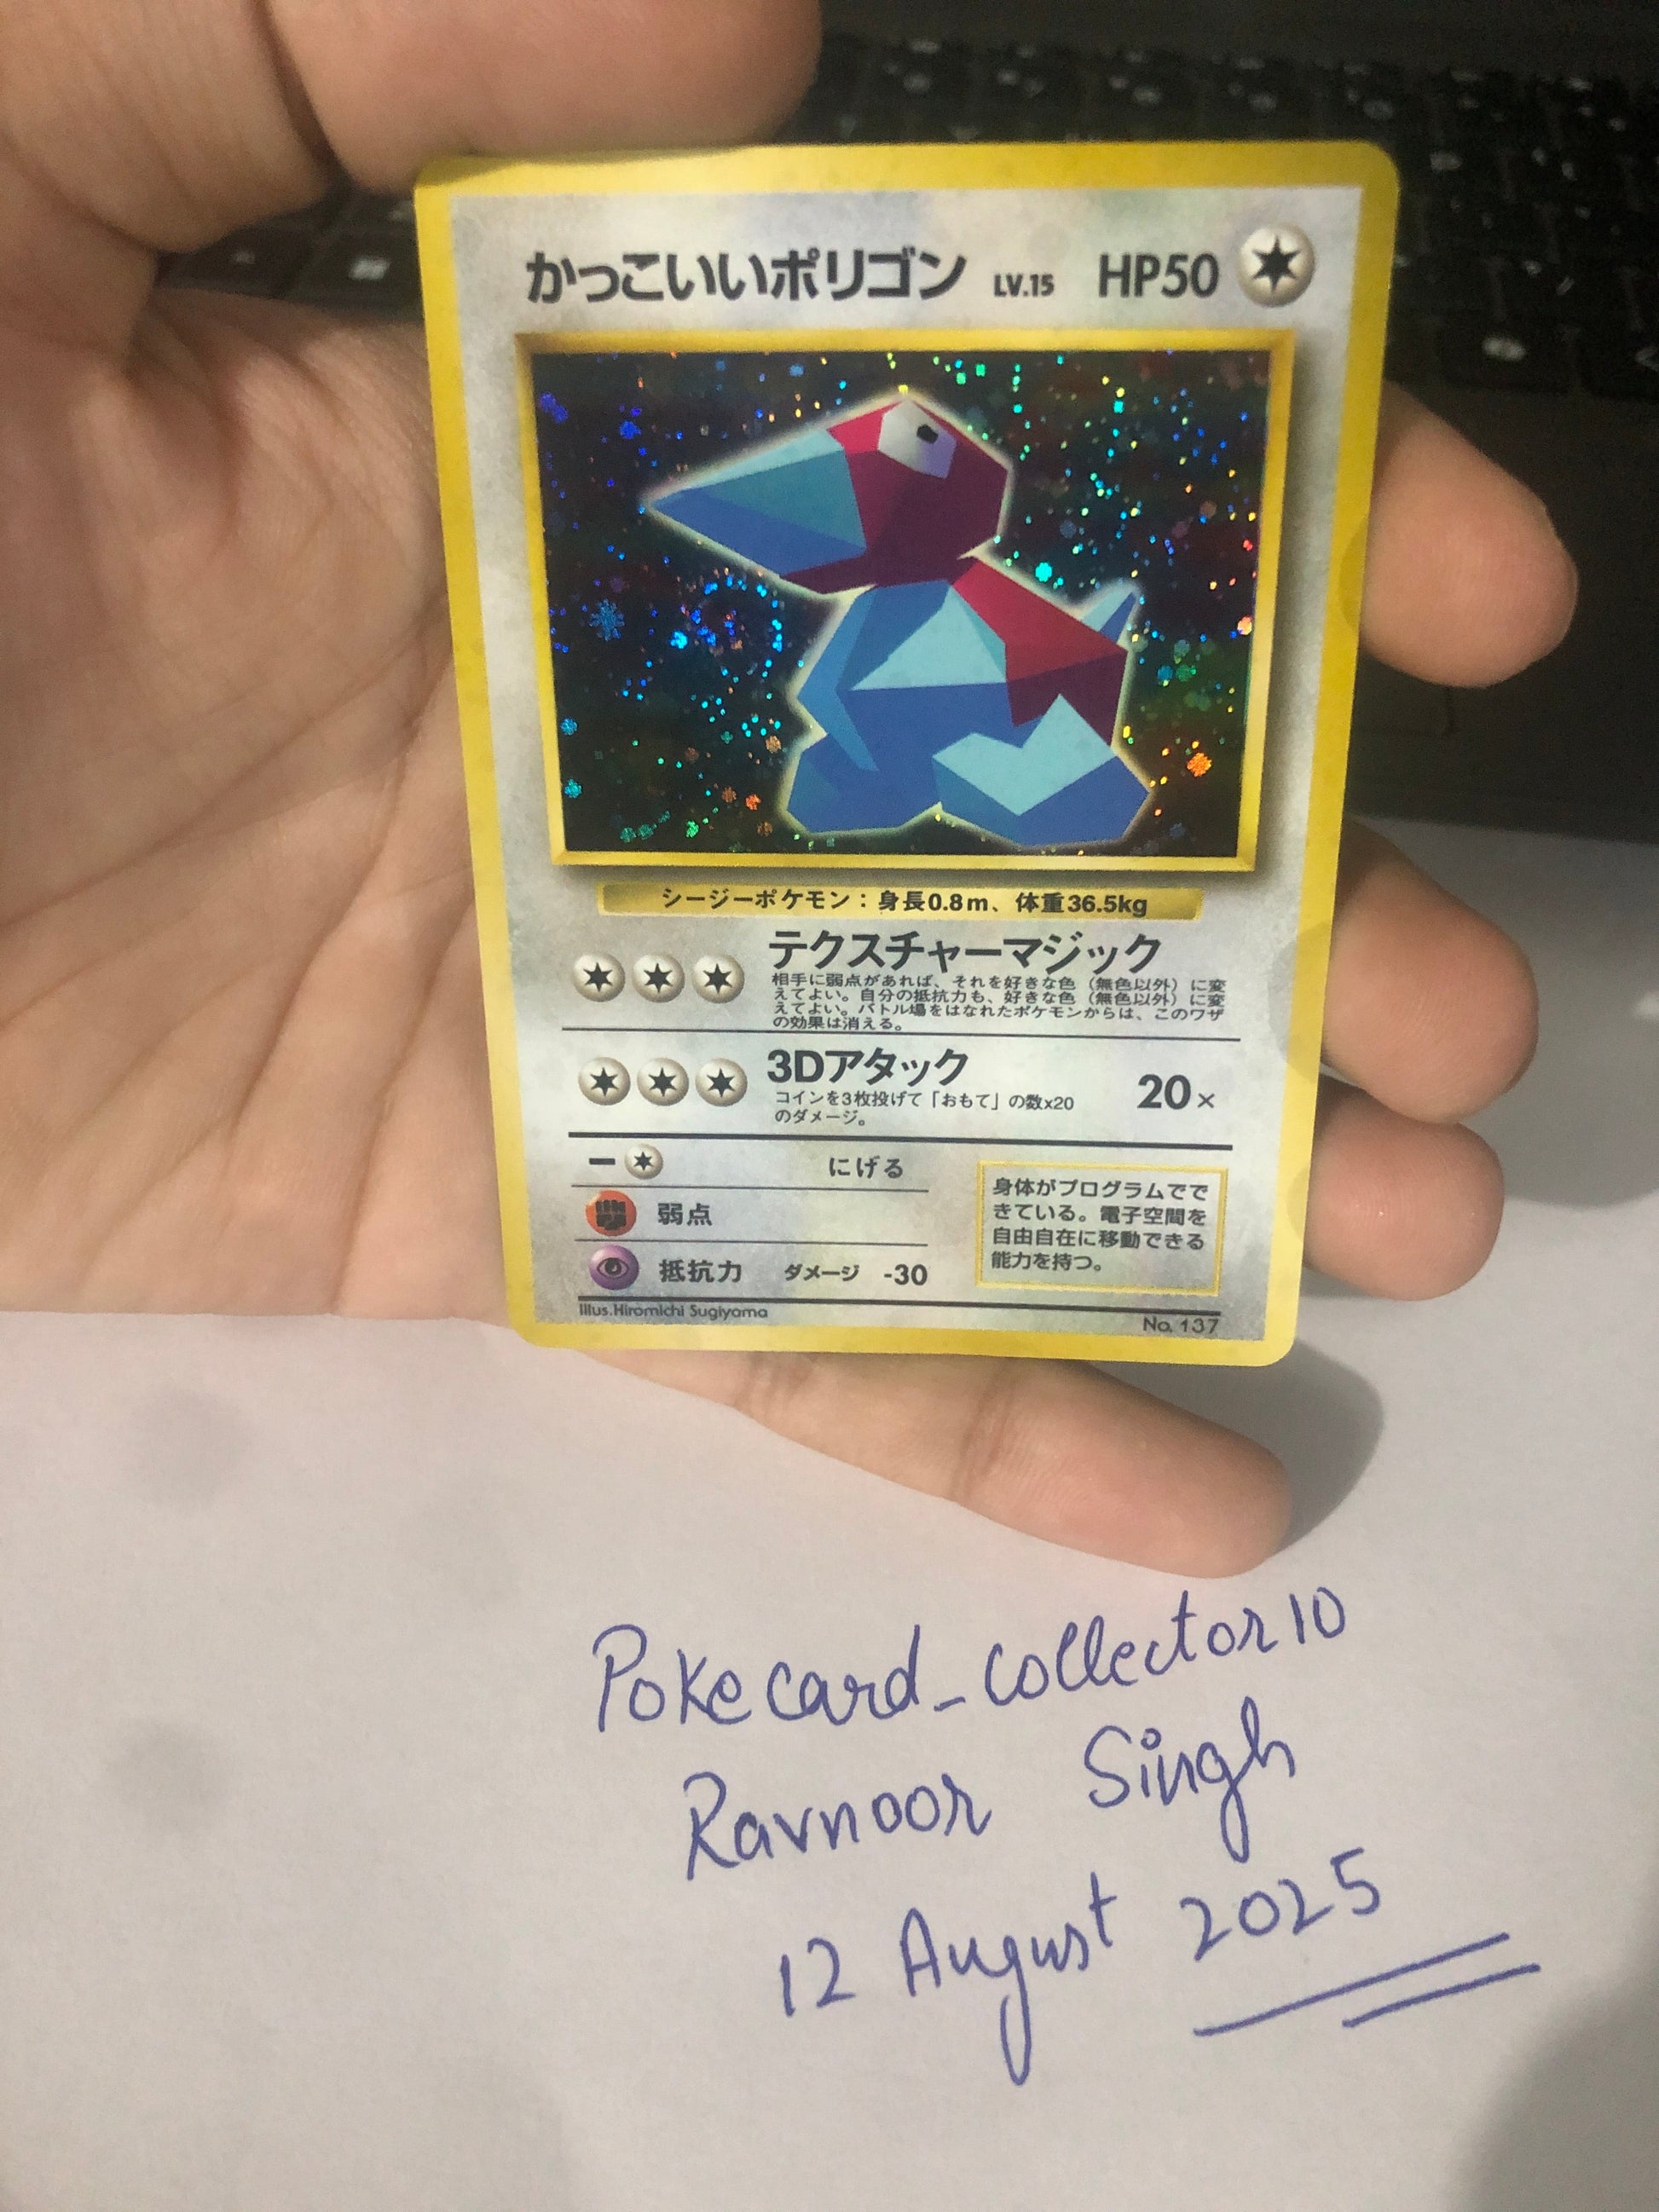 かっこいいポリゴン LV.15 HP50
シージーポケモン：身長0.8m、体重36.5kg
テクスチャーマジック
相手に弱点があれば、それを好きな色（無色以外）に変
えてよい。自分の抵抗力も、好きな色（無色以外）に変
えてよい。バトル場をはなれたポケモンからは、このワザ
の効果は消える。
3Dアタック 20×
コインを3枚投げて「おもて」の数×20
のダメージ。
にげる
弱点
抵抗力 ダメージ -30
身体がプログラムでで
きている。電子空間を
自由自在に移動できる
能力を持つ。
Illus.Hiromichi Sugiyama
No. 137
Pokecard_collector10
Ravnoor Singh
12 August 2025